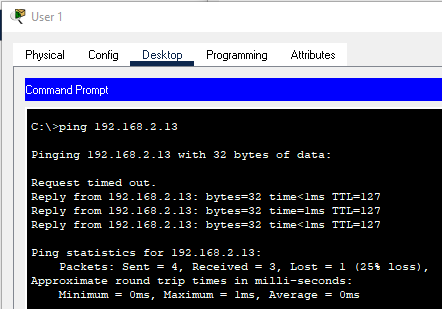 User 1
Physical Config Desktop Programming Attributes
Command Prompt
C:\>ping 192.168.2.13
Pinging 192.168.2.13 with 32 bytes of data:
Request timed out.
Reply from 192.168.2.13: bytes=32 time<1ms TTL=127
Reply from 192.168.2.13: bytes=32 time=1ms TTL=127
Reply from 192.168.2.13: bytes=32 time<1ms TTL=127
Ping statistics for 192.168.2.13:
Packets: Sent = 4, Received = 3, Lost = 1 (25% loss),
Approximate round trip times in milli-seconds:
Minimum = 0ms, Maximum = 1ms, Average = 0ms